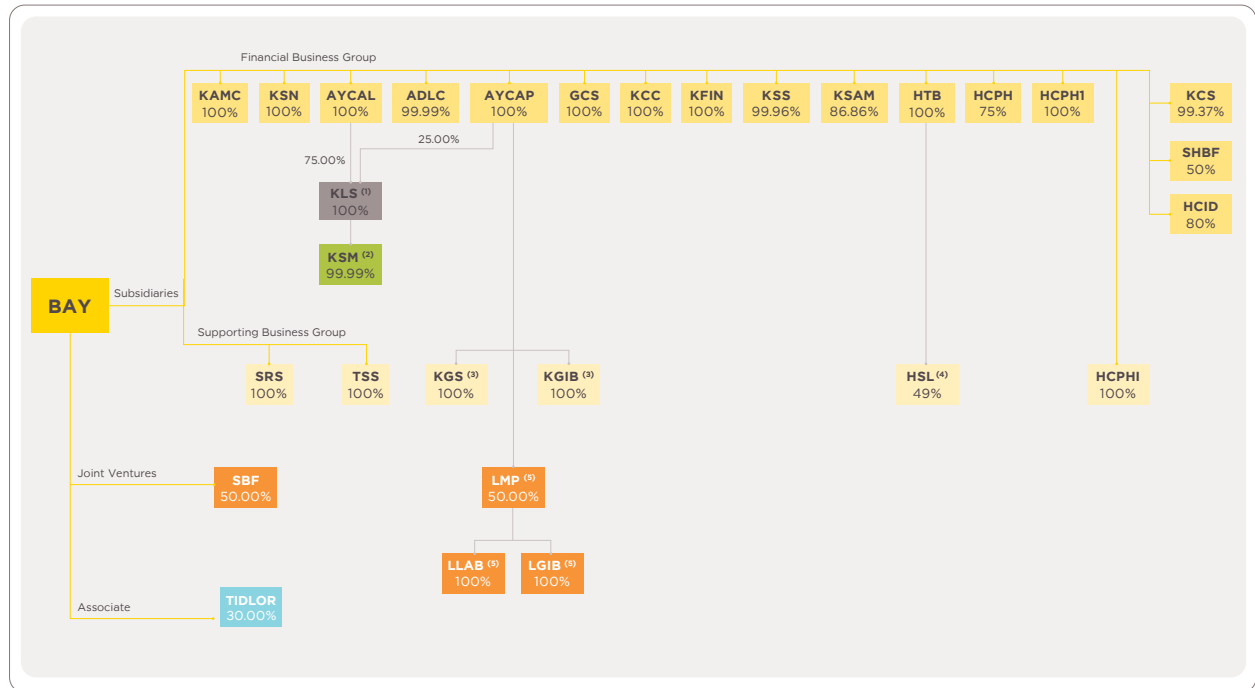 Financial Business Group
KAMC
100%
KSN
100%
AYCAL
100%
ADLC
99.99%
AYCAP
100%
GCS
100%
KCC
100%
KFIN
100%
KSS
99.96%
KSAM
86.86%
HTB
100%
HCPH
75%
HCPH1
100%
KCS
99.37%
SHBF
50%
HCID
80%
75.00%
25.00%
KLS (1)
100%
KSM (2)
99.99%
BAY
Subsidiaries
Supporting Business Group
SRS
100%
TSS
100%
KGS (3)
100%
KGIB (3)
100%
HSL(4)
49%
HCPHI
100%
Joint Ventures
SBF
50.00%
LMP (5)
50.00%
LLAB (5)
100%
LGIB (5)
100%
Associate
TIDLOR
30.00%